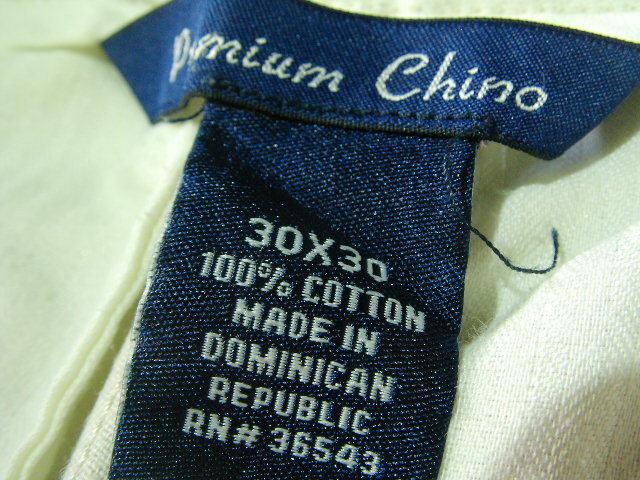 Premium Chino
30X30
100% COTTON
MADE IN
DOMINICAN
REPUBLIC
RN# 36543